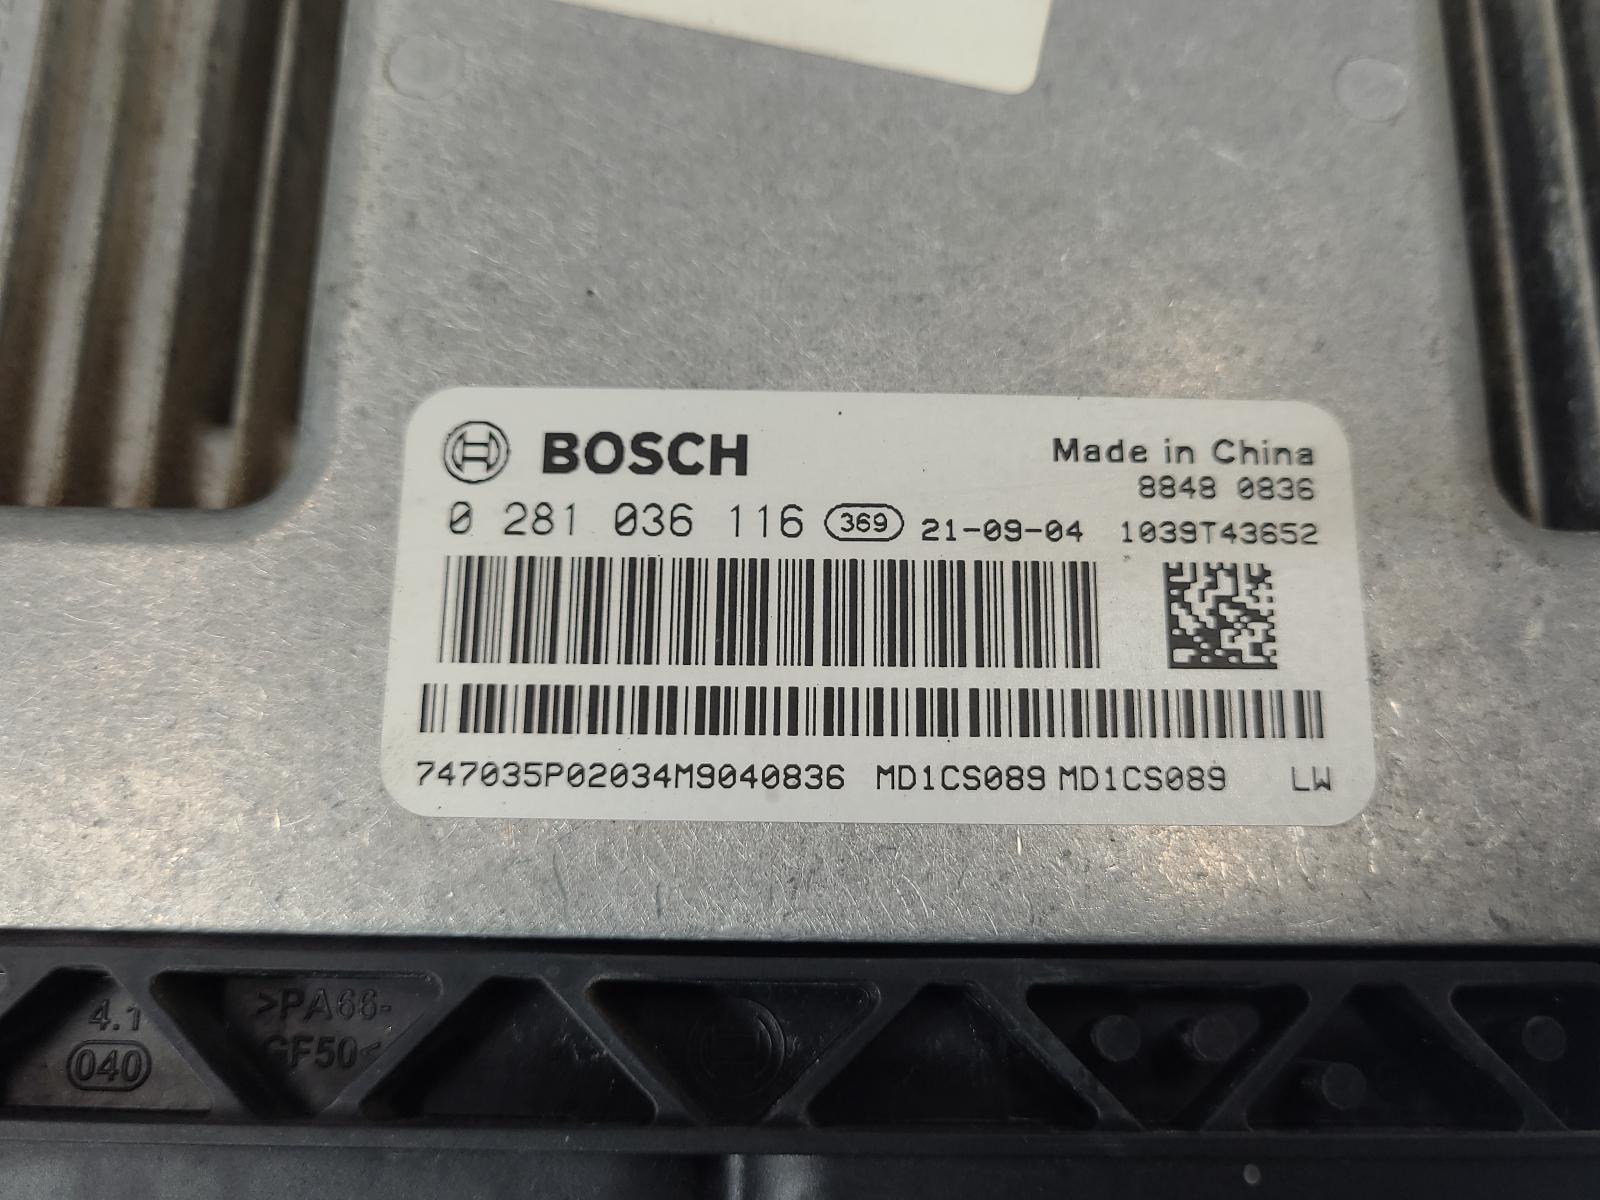 BOSCH
Made in China
8848 0836
0 281 036 116 369 21-09-04 1039T43652
747035P02034M9040836 MD1CS089 MD1CS089 LW
4.1
040
>PA66-
GF50<